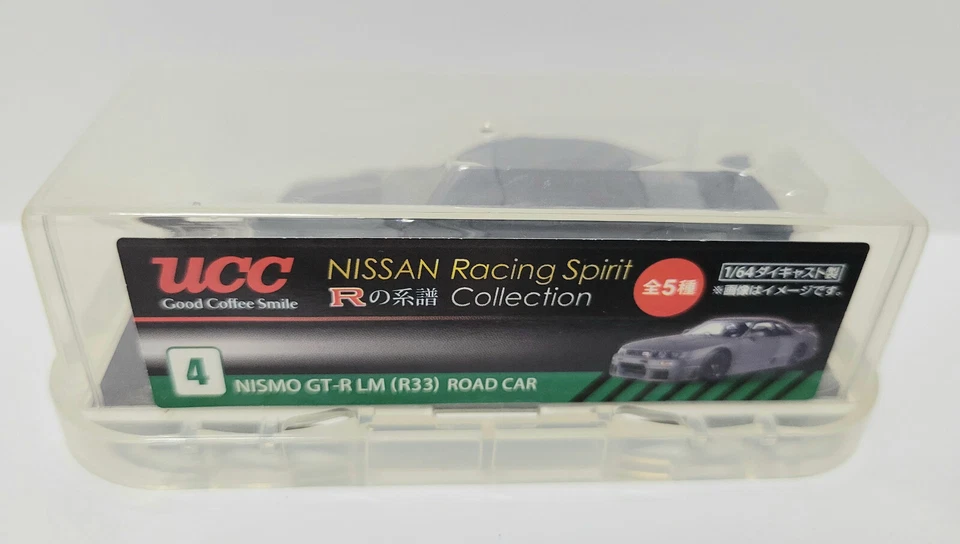 UCC
Good Coffee Smile
NISSAN Racing Spirit
Rの系譜 Collection
全5種
1/64ダイキャスト製
※画像はイメージです。
4
NISMO GT-R LM (R33) ROAD CAR